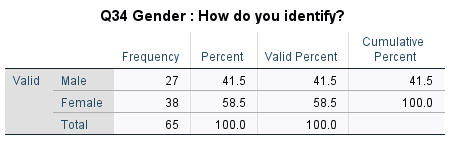 Q34 Gender : How do you identify?
Frequency Percent Valid Percent Cumulative Percent
Valid Male 27 41.5 41.5 41.5
Female 38 58.5 58.5 100.0
Total 65 100.0 100.0